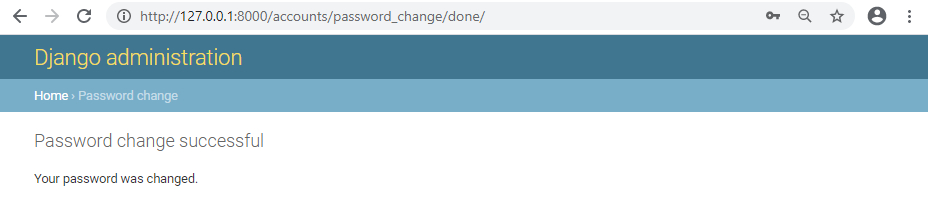 http://127.0.0.1:8000/accounts/password_change/done/
Django administration
Home › Password change
Password change successful
Your password was changed.